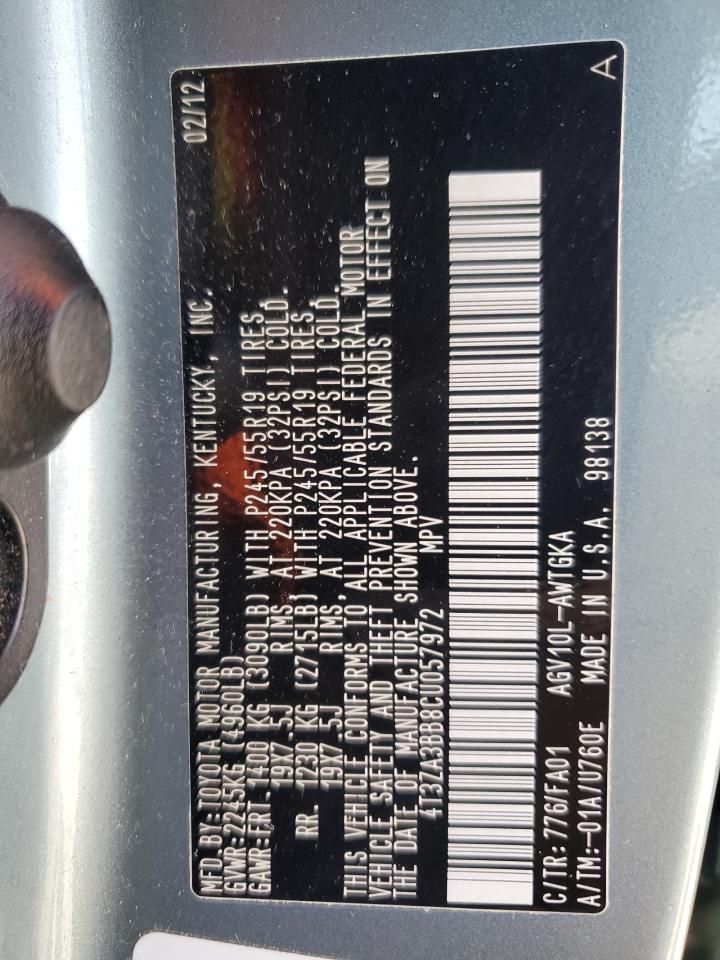 MFD BY:TOYOTA MOTOR MANUFACTURING, KENTUCKY, INC. 02/12
GVWR:2245KG (4960LB)
GAWR:FRT 1400 KG (3090LB) WITH P245/55R19 TIRES,
19X7.5J RIMS, AT 220KPA (32PSI) COLD.
RR. 1230 KG (2715LB) WITH P245/55R19 TIRES,
19X7.5J RIMS, AT 220KPA (32PSI) COLD.
THIS VEHICLE CONFORMS TO ALL APPLICABLE FEDERAL MOTOR
VEHICLE SAFETY AND THEFT PREVENTION STANDARDS IN EFFECT ON
THE DATE OF MANUFACTURE SHOWN ABOVE.
4T3ZA3BB8CU057972 MPV
C/TR:776/FA01 AGV10L-AWTGKA
A/TM:-01A/U760E MADE IN U.S.A. 98138 A